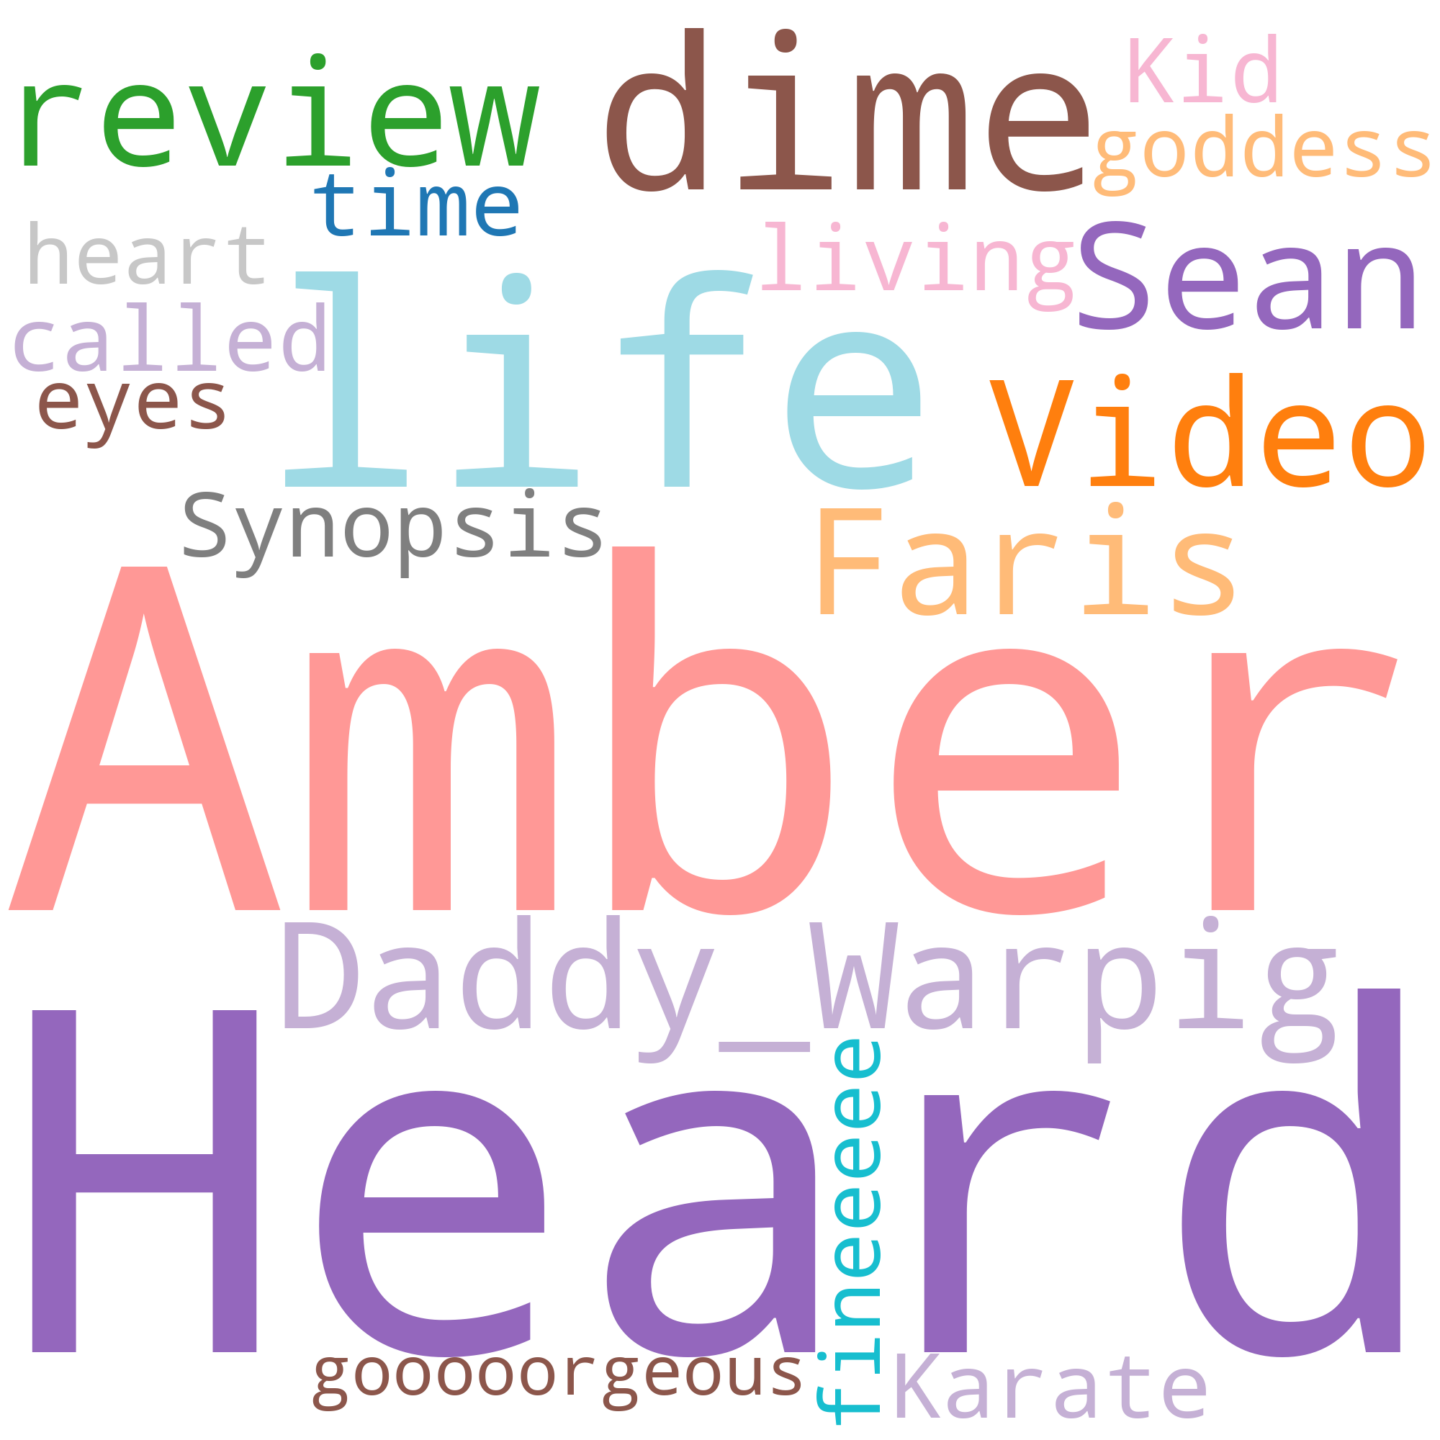 review
dime
Kid
goddess
time
heart
living
Sean
called
life
eyes
Video
Synopsis
Faris
Amber
Daddy_Warpig
Heard
fineeeee
gooooorgeous
Karate